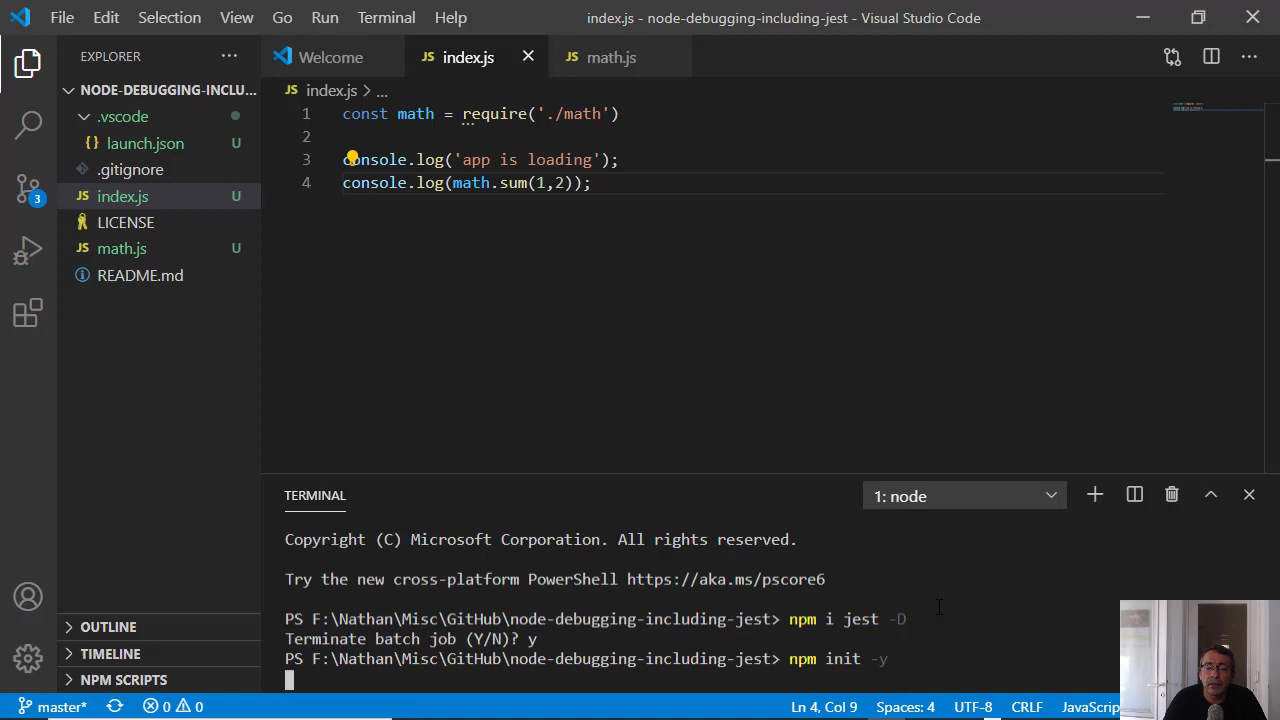 File Edit Selection View Go Run Terminal Help index.js - node-debugging-including-jest - Visual Studio Code
EXPLORER
Welcome
JS index.js
JS math.js
NODE-DEBUGGING-INCLU...
.vscode
{} launch.json U
.gitignore
JS index.js U
LICENSE
JS math.js U
README.md
3
OUTLINE
TIMELINE
NPM SCRIPTS
JS index.js > ...
1 const math = require('./math')
2
3 console.log('app is loading');
4 console.log(math.sum(1,2));
TERMINAL
1: node
Copyright (C) Microsoft Corporation. All rights reserved.
Try the new cross-platform PowerShell https://aka.ms/pscore6
PS F:\Nathan\Misc\GitHub\node-debugging-including-jest> npm i jest -D
Terminate batch job (Y/N)? y
PS F:\Nathan\Misc\GitHub\node-debugging-including-jest> npm init -y
master* 0 0 Ln 4, Col 9 Spaces: 4 UTF-8 CRLF JavaScrip